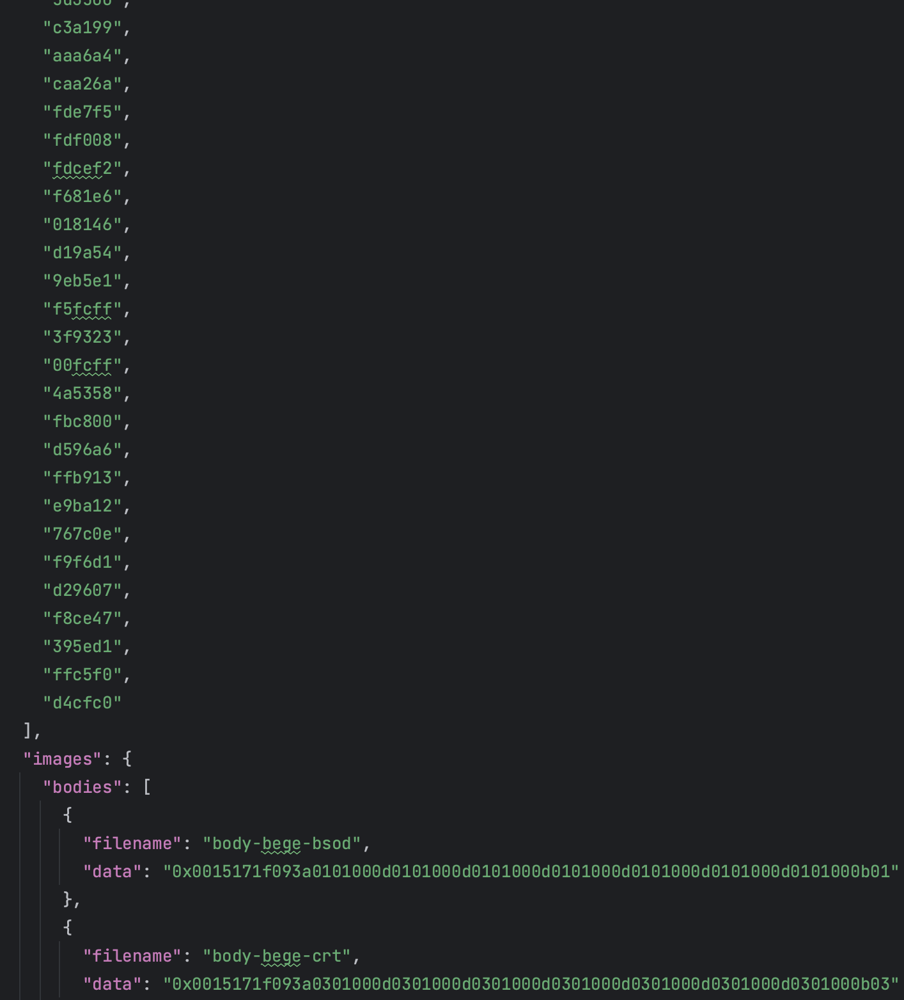 "c3a199",
"aaa6a4",
"caa26a",
"fde7f5",
"fdf008",
"fdcef2",
"f681e6",
"018146",
"d19a54",
"9eb5e1",
"f5fcff",
"3f9323",
"00fcff",
"4a5358",
"fbc800",
"d596a6",
"ffb913",
"e9ba12",
"767c0e",
"f9f6d1",
"d29607",
"f8ce47",
"395ed1",
"ffc5f0",
"d4cfc0"
],
"images": {
"bodies": [
{
"filename": "body-bege-bsod",
"data": "0x0015171f093a0101000d0101000d0101000d0101000d0101000d0101000d0101000b01"
},
{
"filename": "body-bege-crt",
"data": "0x0015171f093a0301000d0301000d0301000d0301000d0301000d0301000d0301000b03"